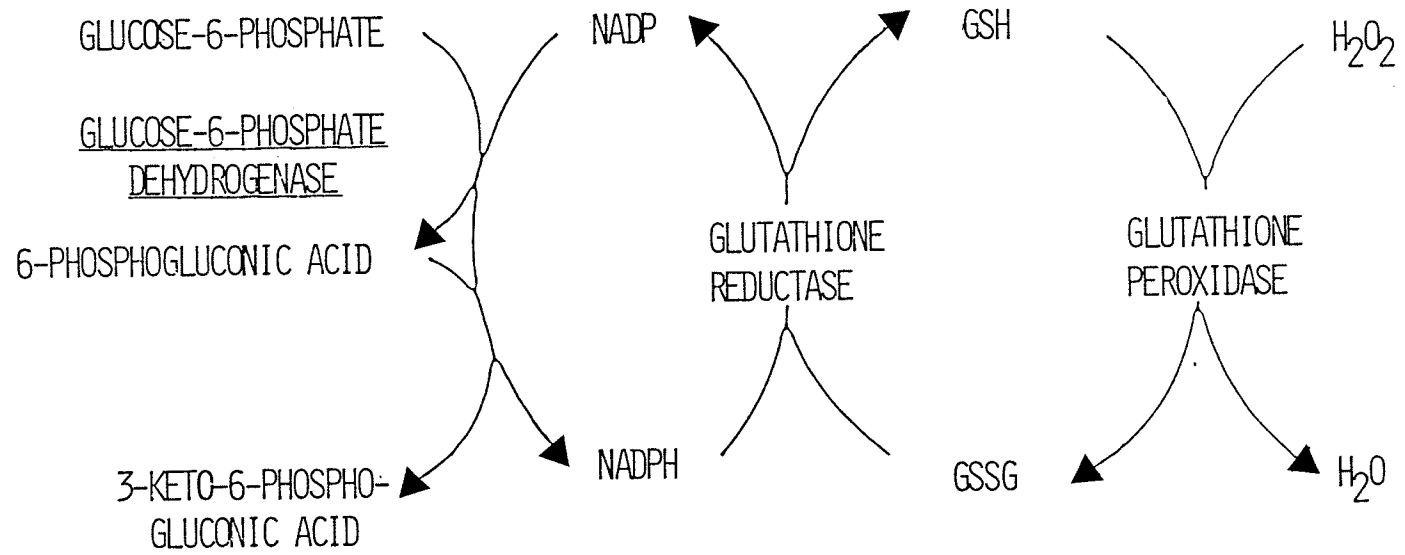 GLUCOSE-6-PHOSPHATE
NADP
GSH
H2O2
GLUCOSE-6-PHOSPHATE
DEHYDROGENASE
6-PHOSPHOGLUCONIC ACID
GLUTATHIONE
REDUCTASE
GLUTATHIONE
PEROXIDASE
3-KETO-6-PHOSPHO-
GLUCONIC ACID
NADPH
GSSG
H2O